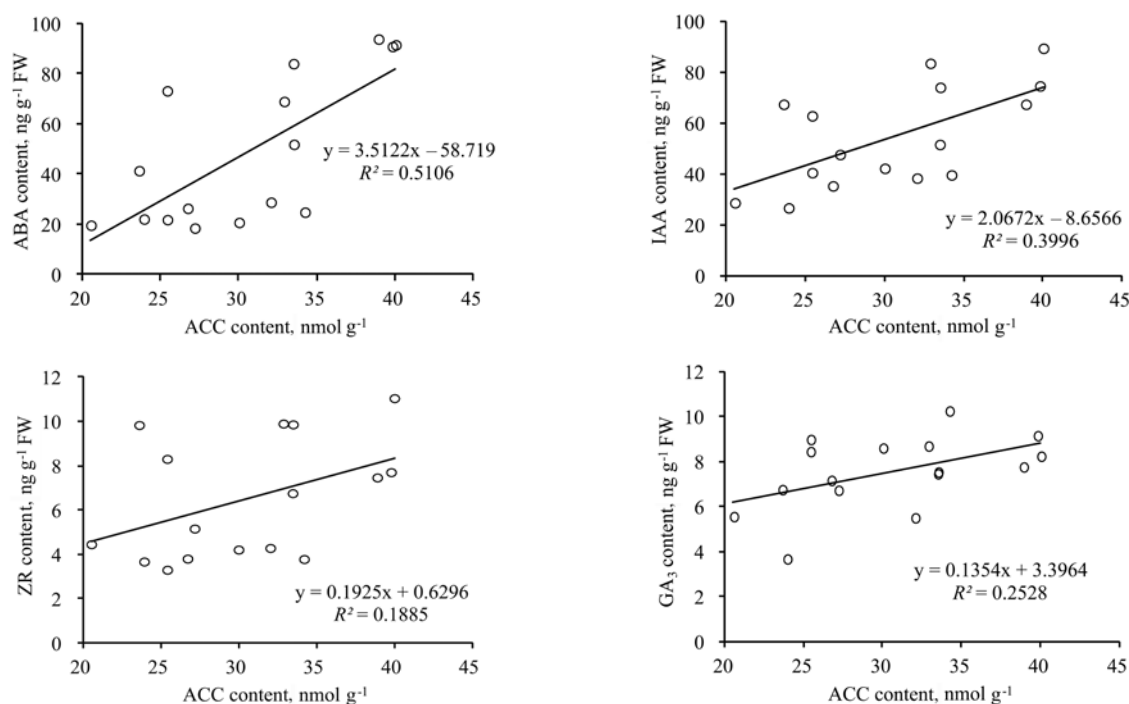 100
80
60
40
20
0
ABA content, ng g⁻¹ FW
y = 3.5122x – 58.719
R² = 0.5106
20 25 30 35 40 45
ACC content, nmol g⁻¹
100
80
60
40
20
0
IAA content, ng g⁻¹ FW
y = 2.0672x – 8.6566
R² = 0.3996
20 25 30 35 40 45
ACC content, nmol g⁻¹
12
10
8
6
4
2
0
ZR content, ng g⁻¹ FW
y = 0.1925x + 0.6296
R² = 0.1885
20 25 30 35 40 45
ACC content, nmol g⁻¹
12
10
8
6
4
2
0
GA₃ content, ng g⁻¹ FW
y = 0.1354x + 3.3964
R² = 0.2528
20 25 30 35 40 45
ACC content, nmol g⁻¹